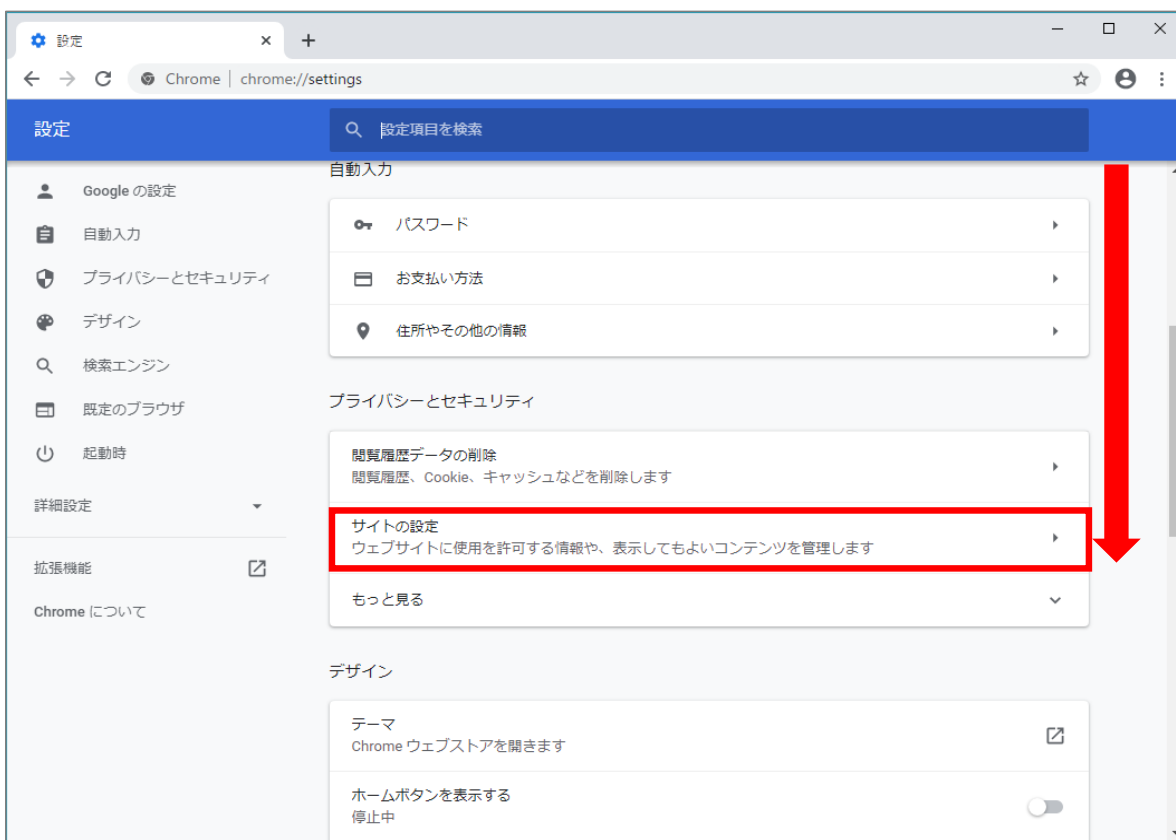 設定
Chrome | chrome://settings
設定
設定項目を検索
Google の設定
自動入力
プライバシーとセキュリティ
デザイン
検索エンジン
既定のブラウザ
起動時
詳細設定
拡張機能
Chrome について
自動入力
パスワード
お支払い方法
住所やその他の情報
プライバシーとセキュリティ
閲覧履歴データの削除
閲覧履歴、Cookie、キャッシュなどを削除します
サイトの設定
ウェブサイトに使用を許可する情報や、表示してもよいコンテンツを管理します
もっと見る
デザイン
テーマ
Chrome ウェブストアを開きます
ホームボタンを表示する
停止中